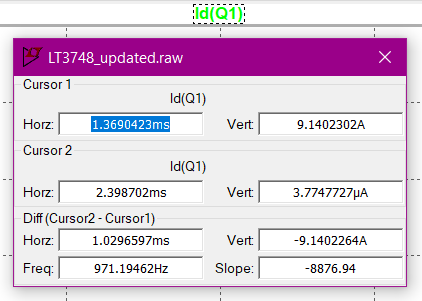 Id(Q1)
LT3748_updated.raw
Cursor 1
Id(Q1)
Horz: 1.3690423ms Vert: 9.1402302A
Cursor 2
Id(Q1)
Horz: 2.398702ms Vert: 3.7747727µA
Diff (Cursor2 - Cursor1)
Horz: 1.0296597ms Vert: -9.1402264A
Freq: 971.19462Hz Slope: -8876.94